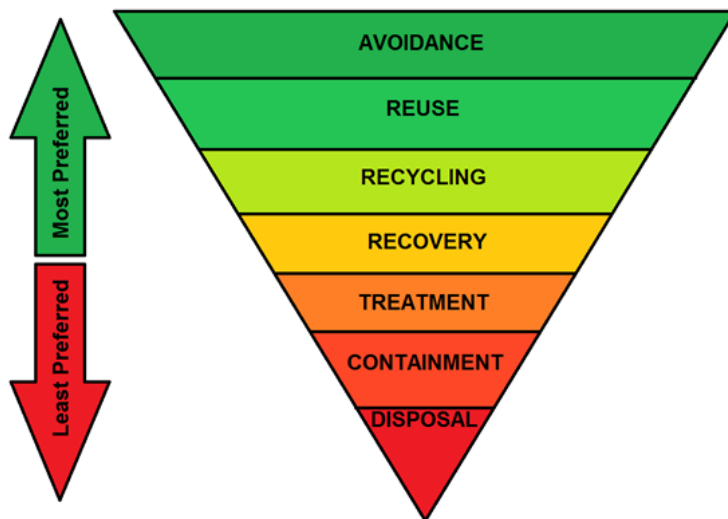 AVOIDANCE
REUSE
RECYCLING
RECOVERY
TREATMENT
CONTAINMENT
DISPOSAL
Most Preferred
Least Preferred